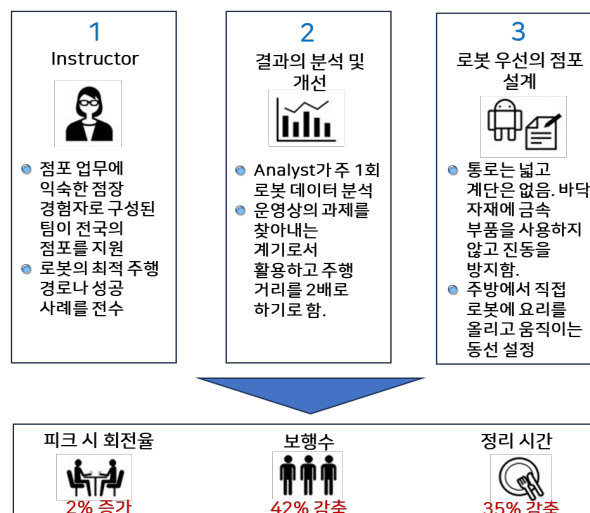 1
Instructor
점포 업무에
익숙한 점장
경험자로 구성된
팀이 전국의
점포를 지원
로봇의 최적 주행
경로나 성공
사례를 전수
2
결과의 분석 및
개선
Analyst가 주 1회
로봇 데이터 분석
운영상의 과제를
찾아내는
계기로서
활용하고 주행
거리를 2배로
하기로 함.
3
로봇 우선의 점포
설계
통로는 넓고
계단은 없음. 바닥
자재에 금속
부품을 사용하지
않고 진동을
방지함.
주방에서 직접
로봇에 요리를
올리고 움직이는
동선 설정
피크 시 회전율
2% 증가
보행수
42% 감축
정리 시간
35% 감축